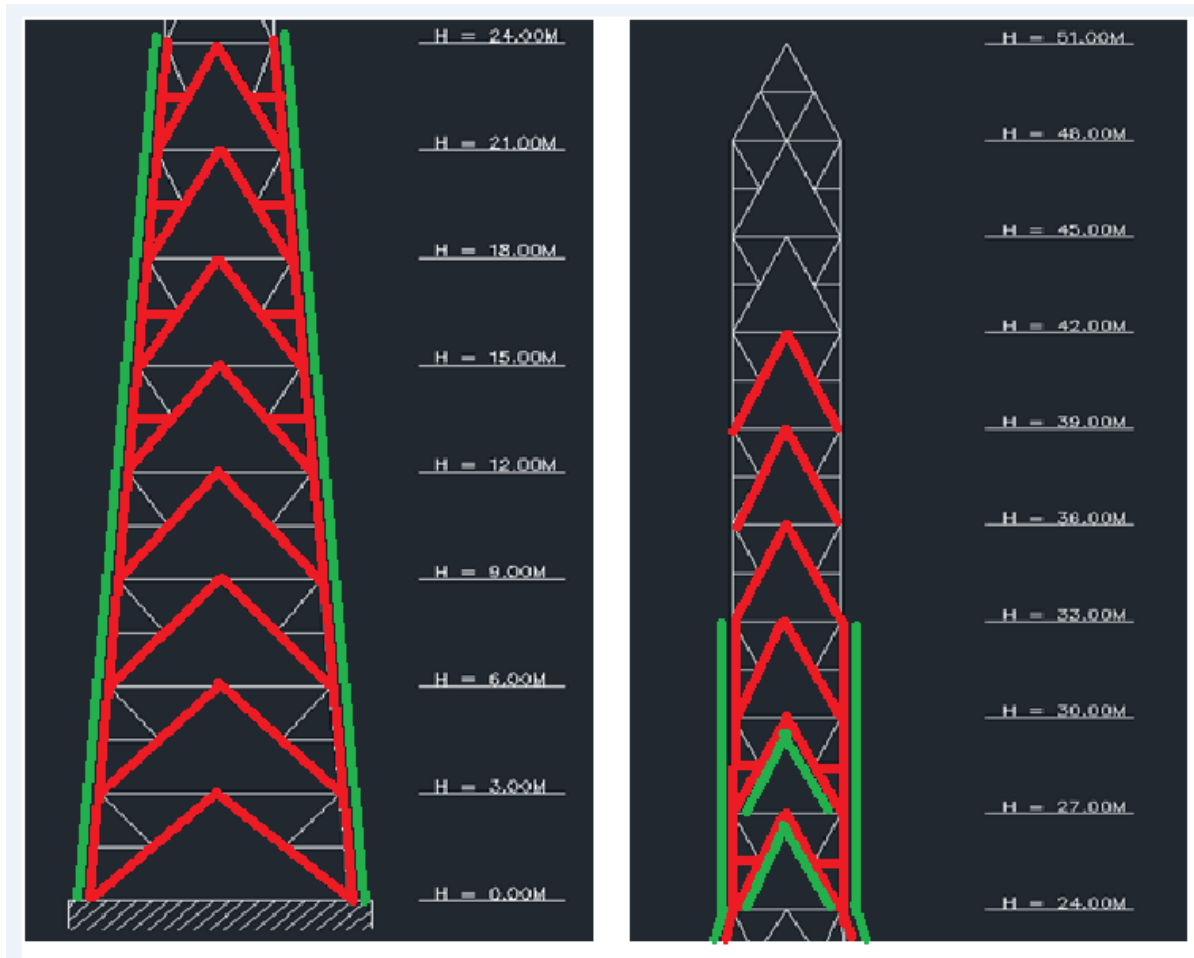 H = 24.00M
H = 21.00M
H = 18.00M
H = 15.00M
H = 12.00M
H = 9.00M
H = 6.00M
H = 3.00M
H = 0.00M
H = 51.00M
H = 48.00M
H = 45.00M
H = 42.00M
H = 39.00M
H = 36.00M
H = 33.00M
H = 30.00M
H = 27.00M
H = 24.00M